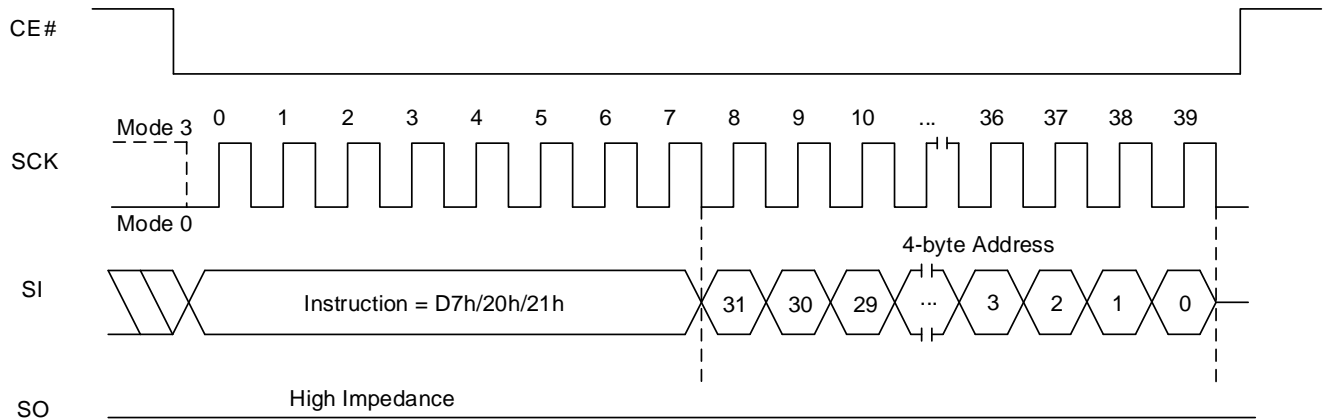 CE#
0 1 2 3 4 5 6 7 8 9 10 ... 36 37 38 39
Mode 3
SCK
Mode 0
4-byte Address
SI
Instruction = D7h/20h/21h 31 30 29 ... 3 2 1 0
High Impedance
SO